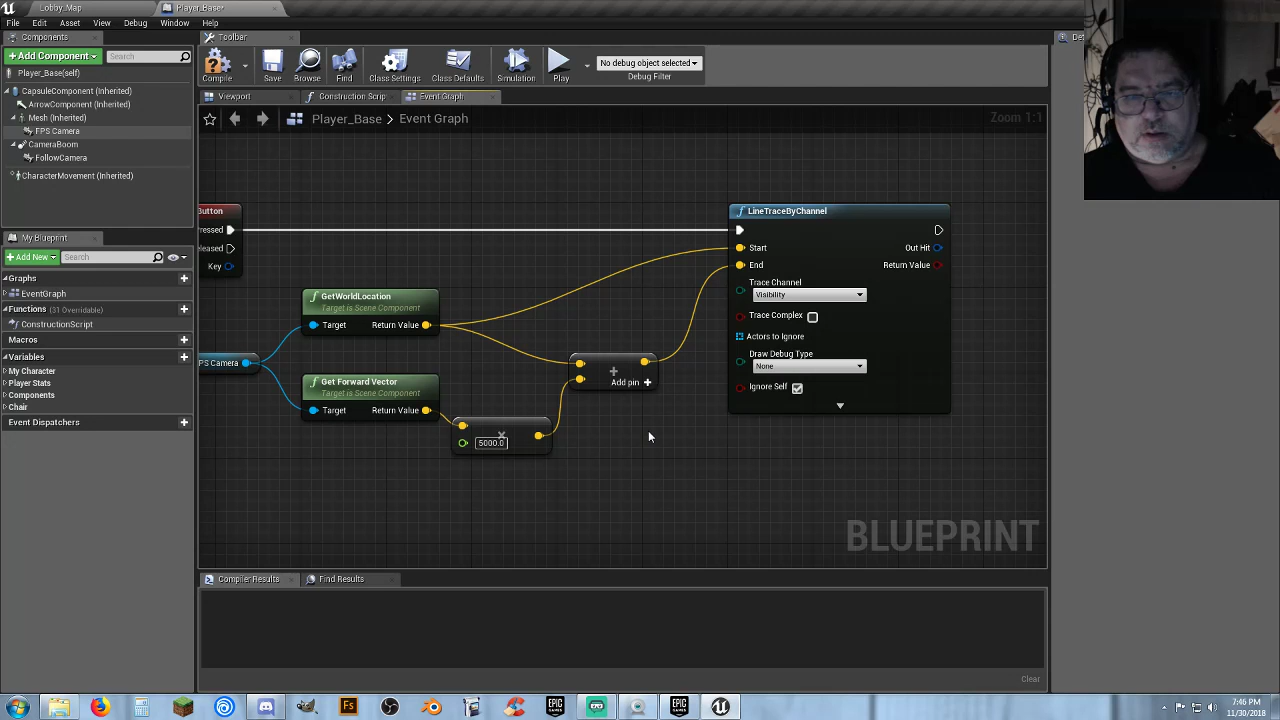 Lobby_Map
Player_Base*
File Edit Asset View Debug Window Help
Components
Toolbar
Add Component
Search
Player_Base(self)
CapsuleComponent (Inherited)
ArrowComponent (Inherited)
Mesh (Inherited)
FPS Camera
CameraBoom
FollowCamera
CharacterMovement (Inherited)
Compile Save Browse Find Class Settings Class Defaults Simulation Play
No debug object selected
Debug Filter
Viewport Construction Scrip Event Graph
Player_Base Event Graph
Zoom 1:1
My Blueprint
Add New
Search
Graphs
EventGraph
Functions (31 Overridable)
ConstructionScript
Macros
Variables
My Character
Player Stats
Components
Chair
Event Dispatchers
Button
ressed
eleased
Key
PS Camera
GetWorldLocation
Target is Scene Component
Target Return Value
Get Forward Vector
Target is Scene Component
Target Return Value
5000.0
Add pin
LineTraceByChannel
Start Out Hit
End Return Value
Trace Channel
Visibility
Trace Complex
Actors to Ignore
Draw Debug Type
None
Ignore Self
BLUEPRINT
Compiler Results Find Results
Clear
Det
Fs
EPIC
GAMES
EPIC
GAMES
7:46 PM
11/30/2018